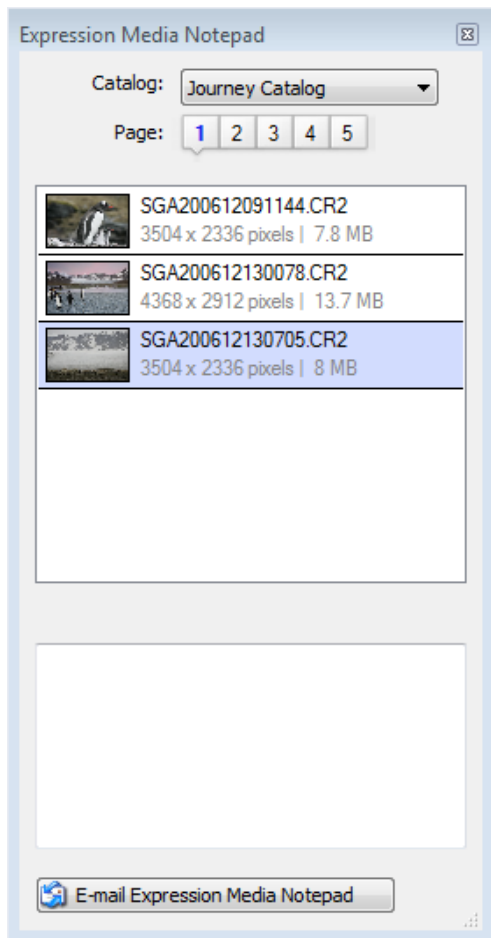 Expression Media Notepad
Catalog: Journey Catalog
Page: 1 2 3 4 5
SGA200612091144.CR2
3504 x 2336 pixels | 7.8 MB
SGA200612130078.CR2
4368 x 2912 pixels | 13.7 MB
SGA200612130705.CR2
3504 x 2336 pixels | 8 MB
E-mail Expression Media Notepad